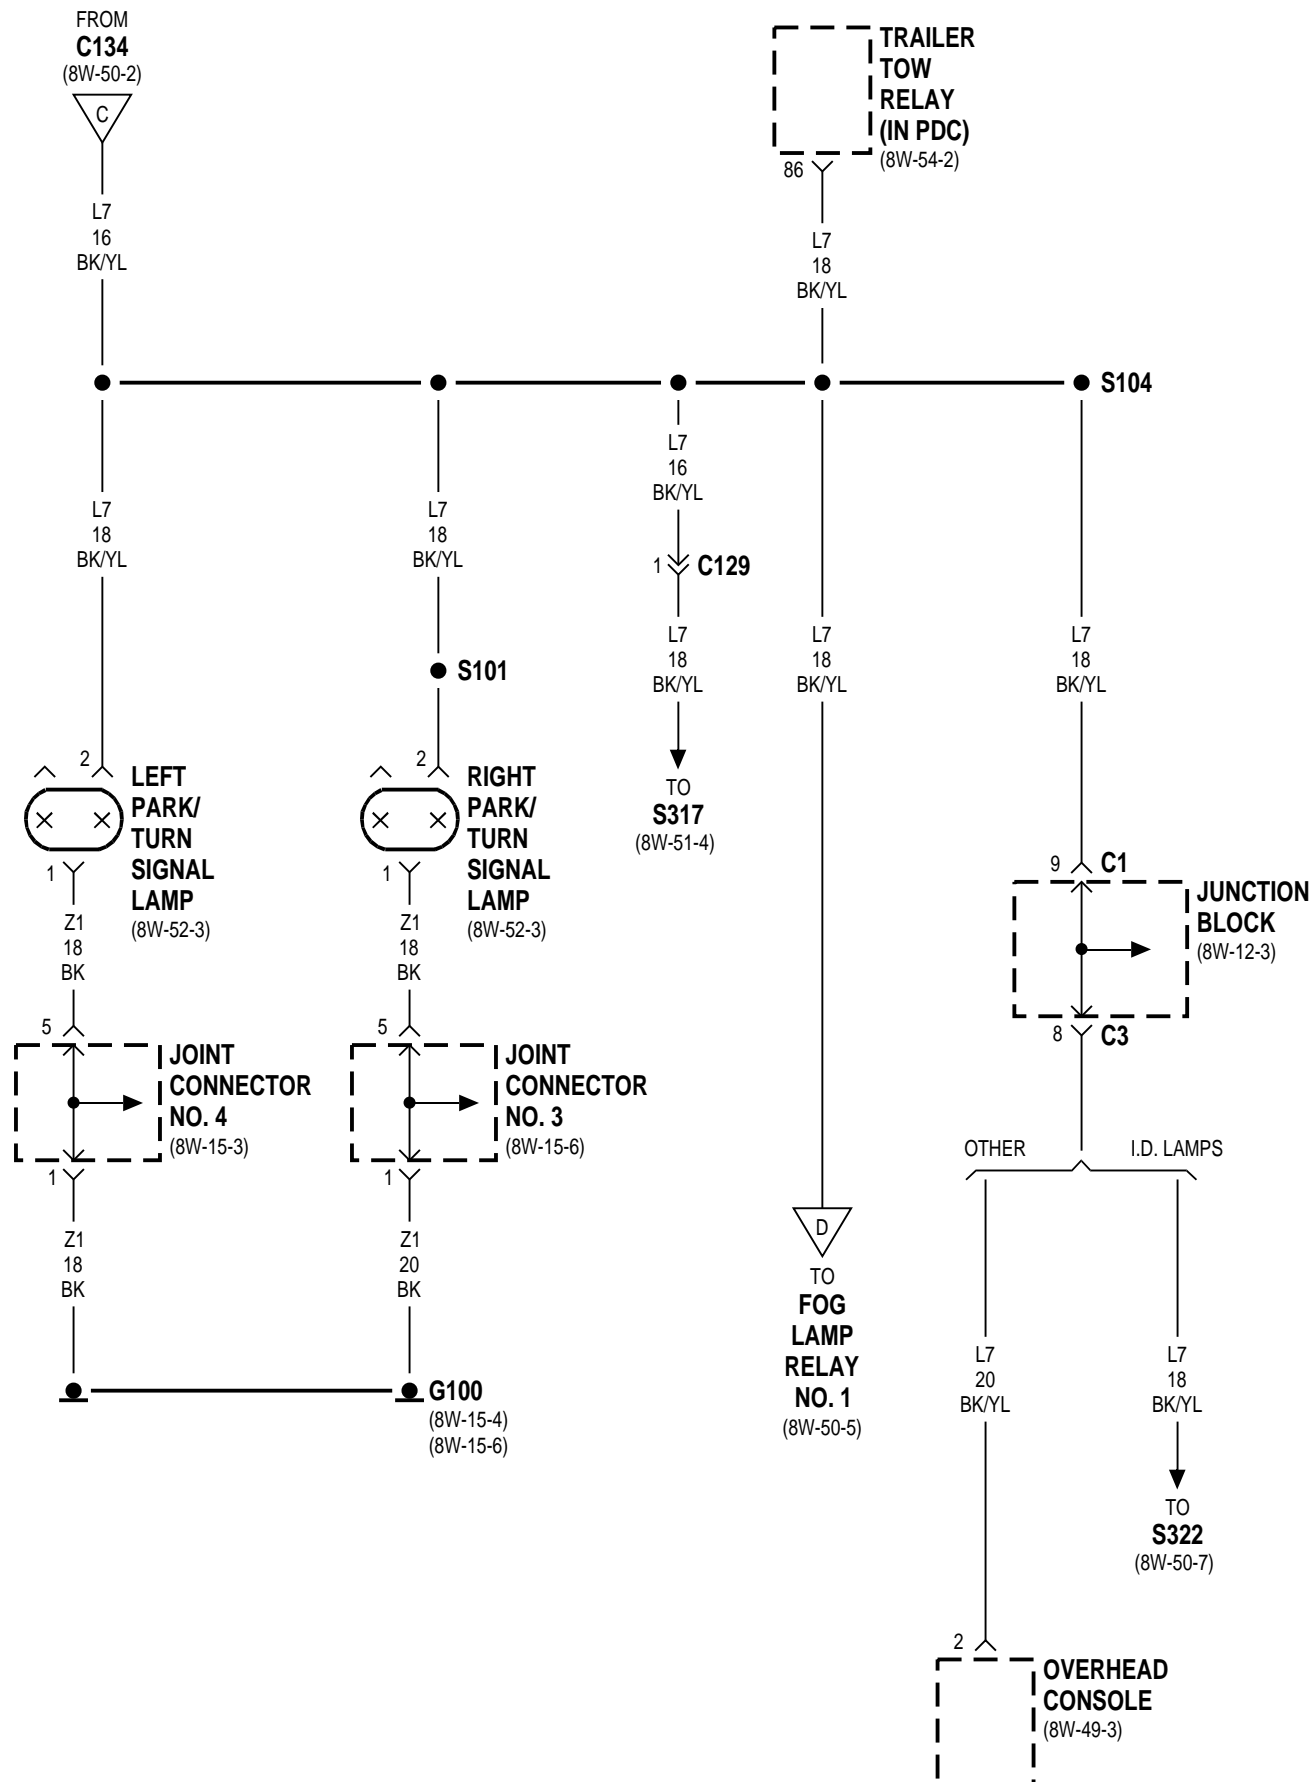 FROM
C134
(8W-50-2)
C
L7
16
BK/YL
TRAILER
TOW
RELAY
(IN PDC)
(8W-54-2)
86
L7
18
BK/YL
S104
L7
18
BK/YL
2
LEFT
PARK/
TURN
SIGNAL
LAMP
(8W-52-3)
1
Z1
18
BK
5
JOINT
CONNECTOR
NO. 4
(8W-15-3)
1
Z1
18
BK
L7
18
BK/YL
S101
2
RIGHT
PARK/
TURN
SIGNAL
LAMP
(8W-52-3)
1
Z1
18
BK
5
JOINT
CONNECTOR
NO. 3
(8W-15-6)
1
Z1
20
BK
G100
(8W-15-4)
(8W-15-6)
L7
16
BK/YL
1
C129
L7
18
BK/YL
TO
S317
(8W-51-4)
L7
18
BK/YL
D
TO
FOG
LAMP
RELAY
NO. 1
(8W-50-5)
L7
18
BK/YL
9
C1
JUNCTION
BLOCK
(8W-12-3)
8
C3
OTHER
I.D. LAMPS
L7
20
BK/YL
2
OVERHEAD
CONSOLE
(8W-49-3)
L7
18
BK/YL
TO
S322
(8W-50-7)